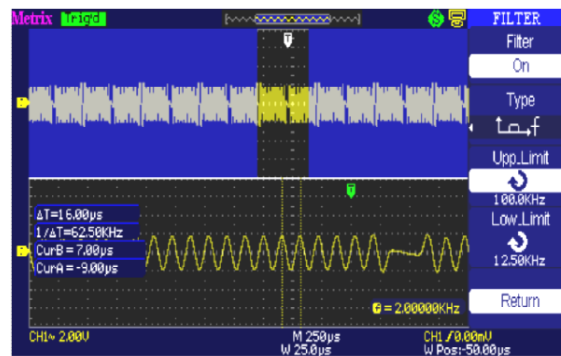 Metrix Trig'd FILTER
Filter
On
Type
f
Upp.Limit
100.0KHz
Low.Limit
12.50KHz
Return
T
T
ΔT=16.00µs
1/ΔT=62.50KHz
CurB = 7.00µs
CurA = -9.00µs
= 2.00000KHz
CH1~ 2.00V M 250µs CH1 /0.00mV
W 25.0µs W Pos:-50.00µs